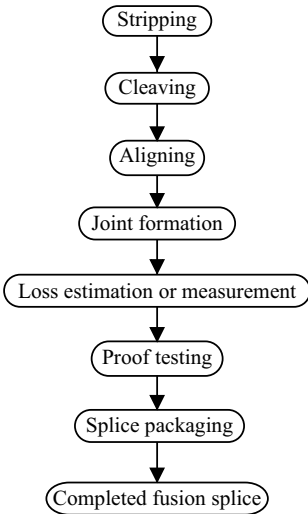 Stripping
Cleaving
Aligning
Joint formation
Loss estimation or measurement
Proof testing
Splice packaging
Completed fusion splice